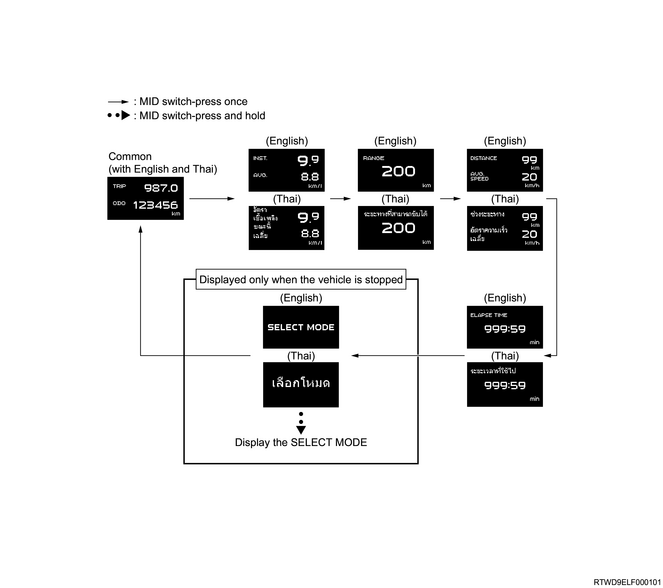 : MID switch-press once
: MID switch-press and hold
Common
(with English and Thai)
TRIP 987.0
ODO 123456
km
(English)
INST. 9.9
AVG. 8.8
km/l
(Thai)
อัตรา
เชื้อเพลิง
ขณะนี้ 9.9
เฉลี่ย 8.8
km/l
(English)
RANGE
200
km
(Thai)
ระยะทางที่สามารถขับได้
200
km
(English)
DISTANCE 99
km
AVG.
SPEED 20
km/h
(Thai)
ช่วงระยะทาง 99
km
อัตราความเร็ว
เฉลี่ย 20
km/h
(English)
ELAPSE TIME
999:59
min
(Thai)
ระยะเวลาที่ใช้ไป
999:59
min
Displayed only when the vehicle is stopped
(English)
SELECT MODE
(Thai)
เลือกโหมด
Display the SELECT MODE
RTWD9ELF000101